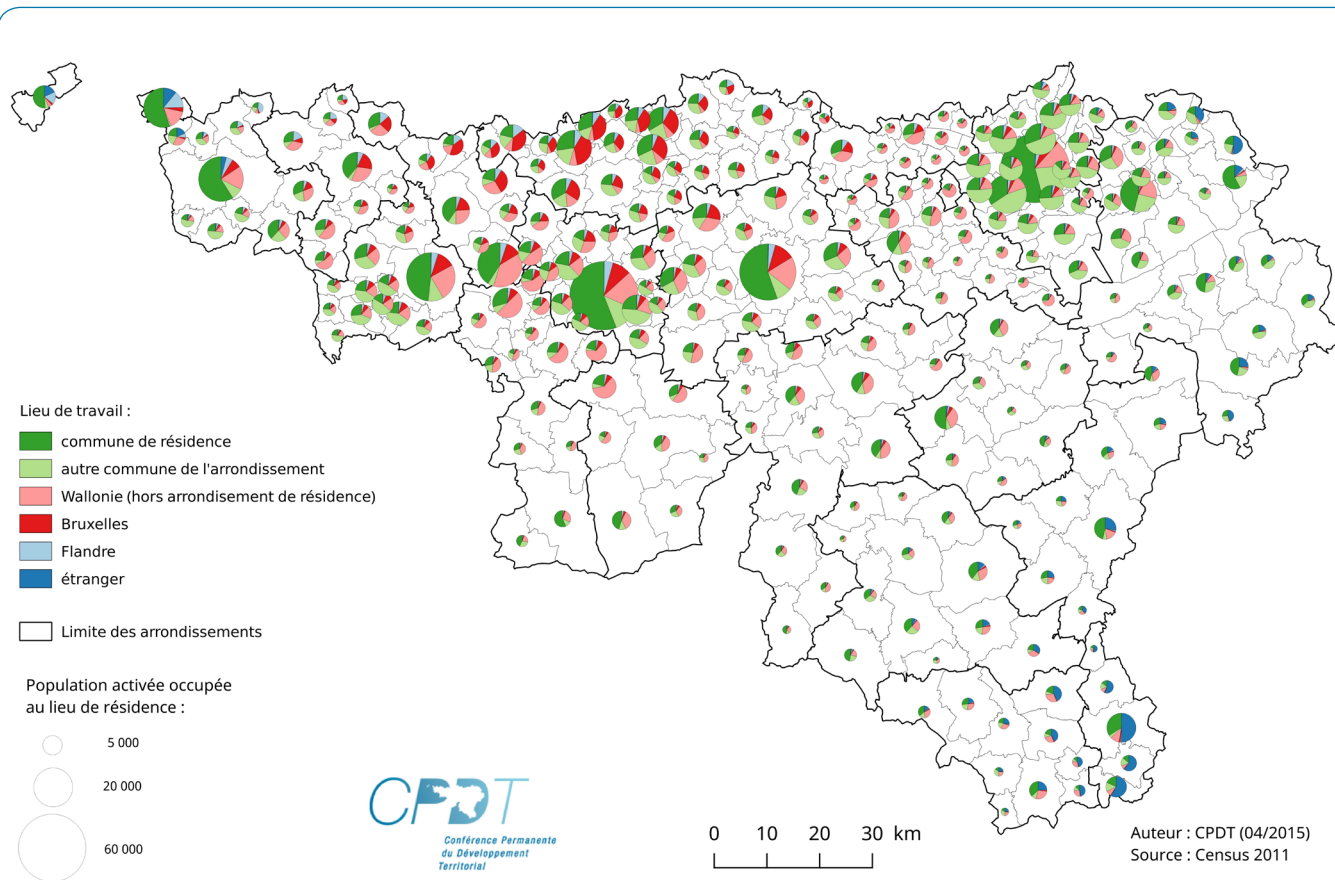 Lieu de travail :
commune de résidence
autre commune de l'arrondissement
Wallonie (hors arrondisement de résidence)
Bruxelles
Flandre
étranger
Limite des arrondissements
Population activée occupée
au lieu de résidence :
5 000
20 000
60 000
CPDT
Conférence Permanente
du Développement
Territorial
0 10 20 30 km
Auteur : CPDT (04/2015)
Source : Census 2011